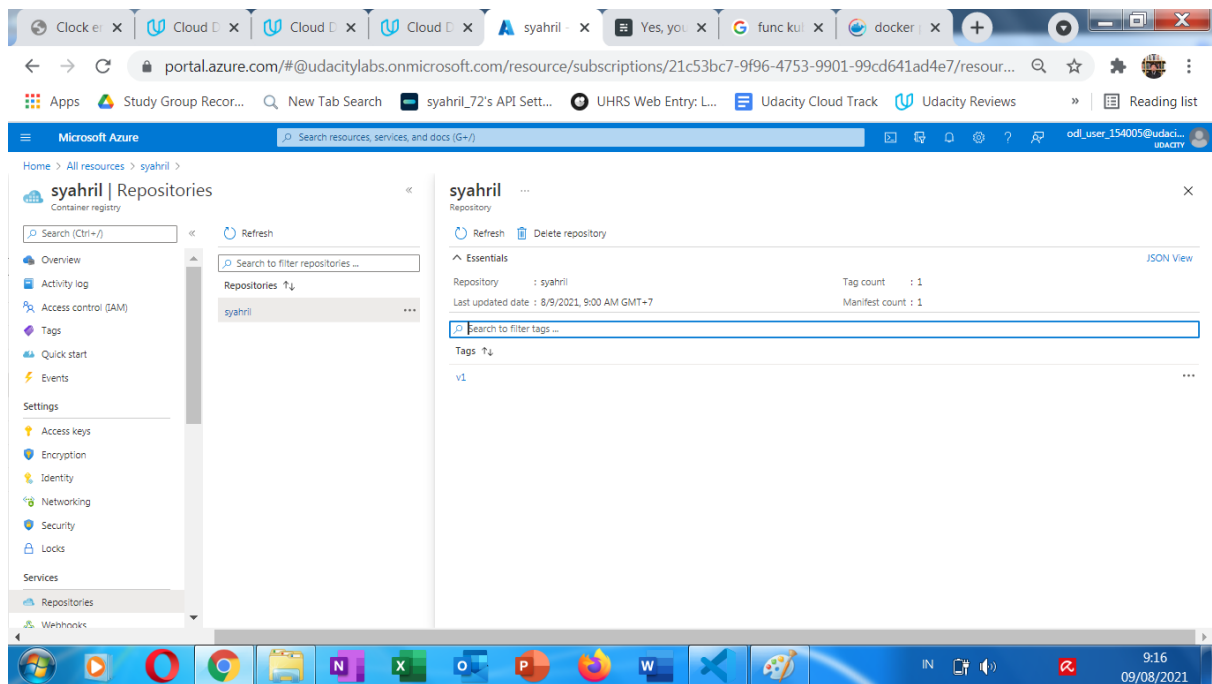 Clock er
Cloud D
Cloud D
Cloud D
syahril -
Yes, you
func kul
docker p
portal.azure.com/#@udacitylabs.onmicrosoft.com/resource/subscriptions/21c53bc7-9f96-4753-9901-99cd641ad4e7/resour...
Apps Study Group Recor... New Tab Search syahril_72's API Sett... UHRS Web Entry: L... Udacity Cloud Track Udacity Reviews » Reading list
Microsoft Azure
Search resources, services, and docs (G+/)
odl_user_154005@udaci...
UDACITY
Home > All resources > syahril >
syahril | Repositories
Container registry
Search (Ctrl+/)
Overview
Activity log
Access control (IAM)
Tags
Quick start
Events
Settings
Access keys
Encryption
Identity
Networking
Security
Locks
Services
Repositories
Webhooks
Refresh
Search to filter repositories ...
Repositories ↑↓
syahril
syahril ...
Repository
Refresh Delete repository
Essentials
JSON View
Repository : syahril
Tag count : 1
Last updated date : 8/9/2021, 9:00 AM GMT+7
Manifest count : 1
Search to filter tags ...
Tags ↑↓
v1
IN
9:16
09/08/2021